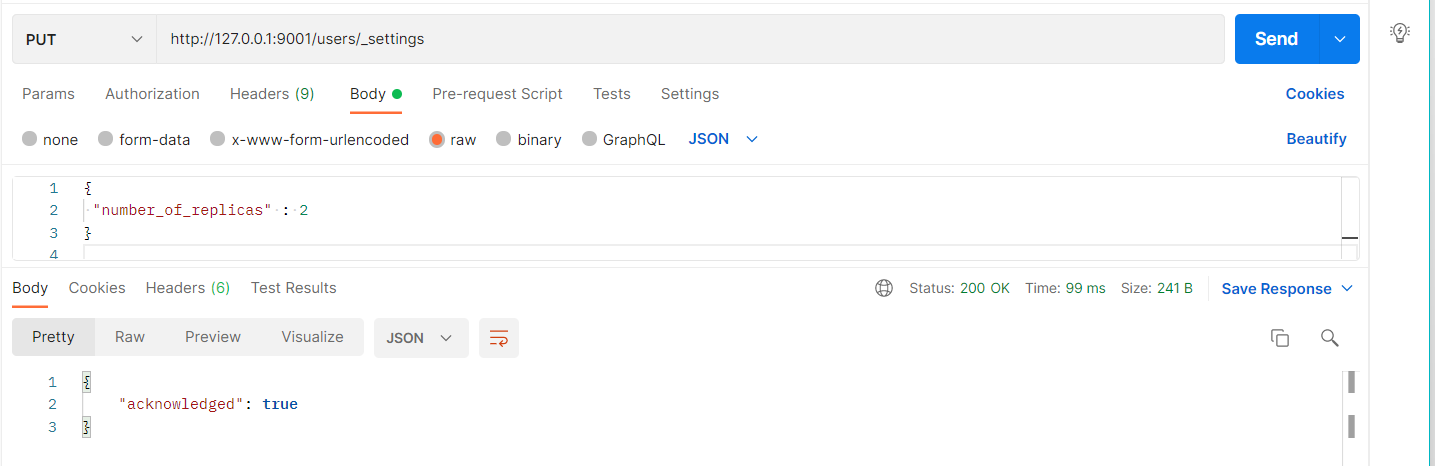 PUT http://127.0.0.1:9001/users/_settings Send
Params Authorization Headers (9) Body Pre-request Script Tests Settings Cookies
none form-data x-www-form-urlencoded raw binary GraphQL JSON Beautify
1 {
2 "number_of_replicas" : 2
3 }
4
Body Cookies Headers (6) Test Results Status: 200 OK Time: 99 ms Size: 241 B Save Response
Pretty Raw Preview Visualize JSON
1 {
2 "acknowledged": true
3 }